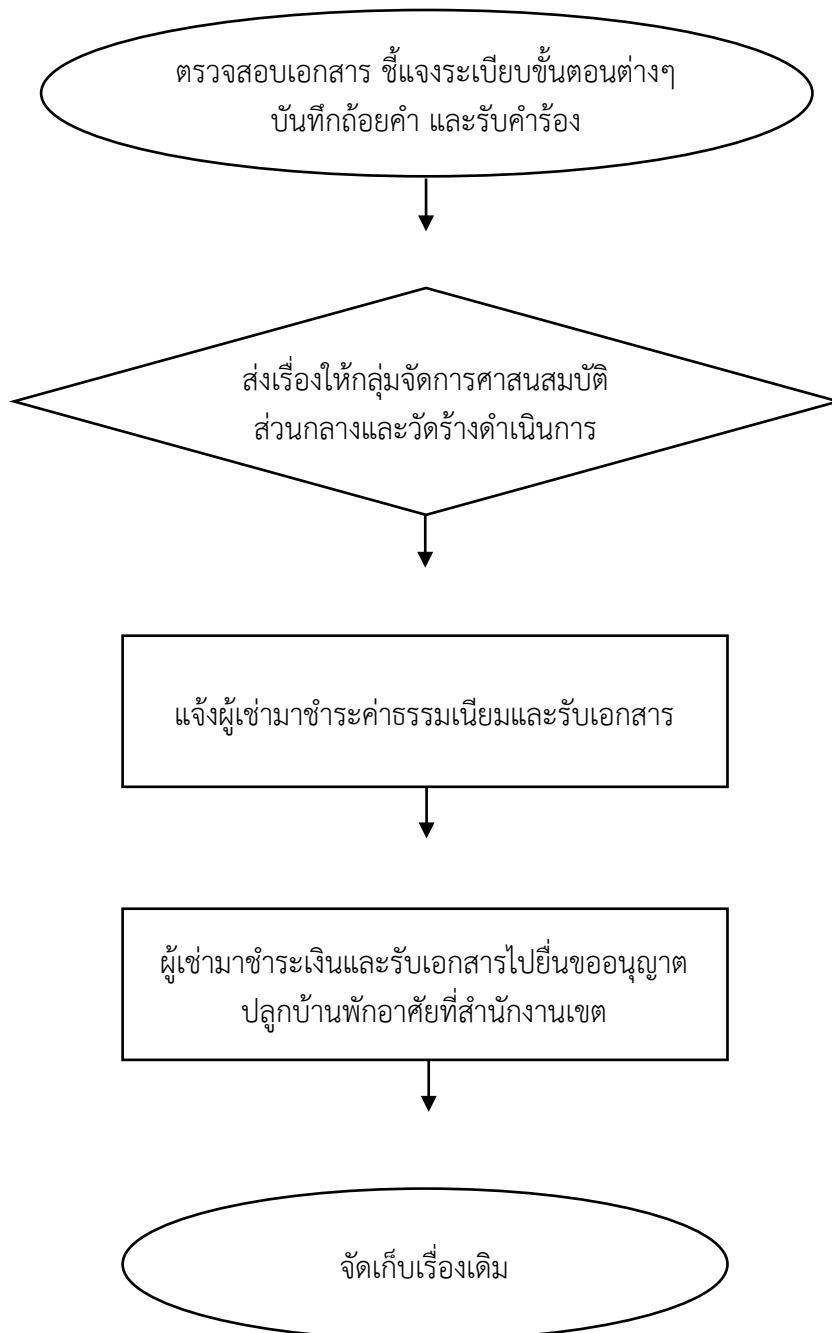 ตรวจสอบเอกสาร ชี้แจงระเบียบขั้นตอนต่างๆ
บันทึกถ้อยคำ และรับคำร้อง
ส่งเรื่องให้กลุ่มจัดการศาสนสมบัติ
ส่วนกลางและวัดร้างดำเนินการ
แจ้งผู้เช่ามาชำระค่าธรรมเนียมและรับเอกสาร
ผู้เช่ามาชำระเงินและรับเอกสารไปยื่นขออนุญาต
ปลูกบ้านพักอาศัยที่สำนักงานเขต
จัดเก็บเรื่องเดิม